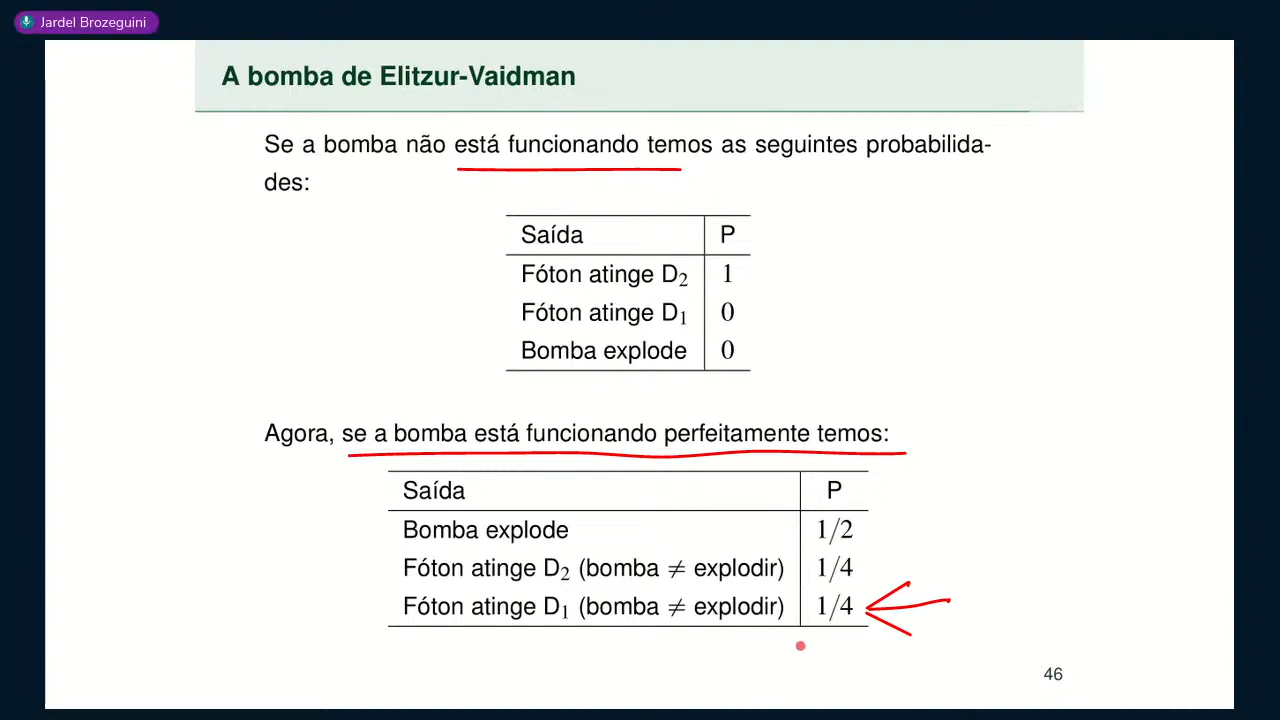 Jardel Brozeguini
A bomba de Elitzur-Vaidman
Se a bomba não está funcionando temos as seguintes probabilida-
des:
Saída P
Fóton atinge D₂ 1
Fóton atinge D₁ 0
Bomba explode 0
Agora, se a bomba está funcionando perfeitamente temos:
Saída P
Bomba explode 1/2
Fóton atinge D₂ (bomba ≠ explodir) 1/4
Fóton atinge D₁ (bomba ≠ explodir) 1/4
46